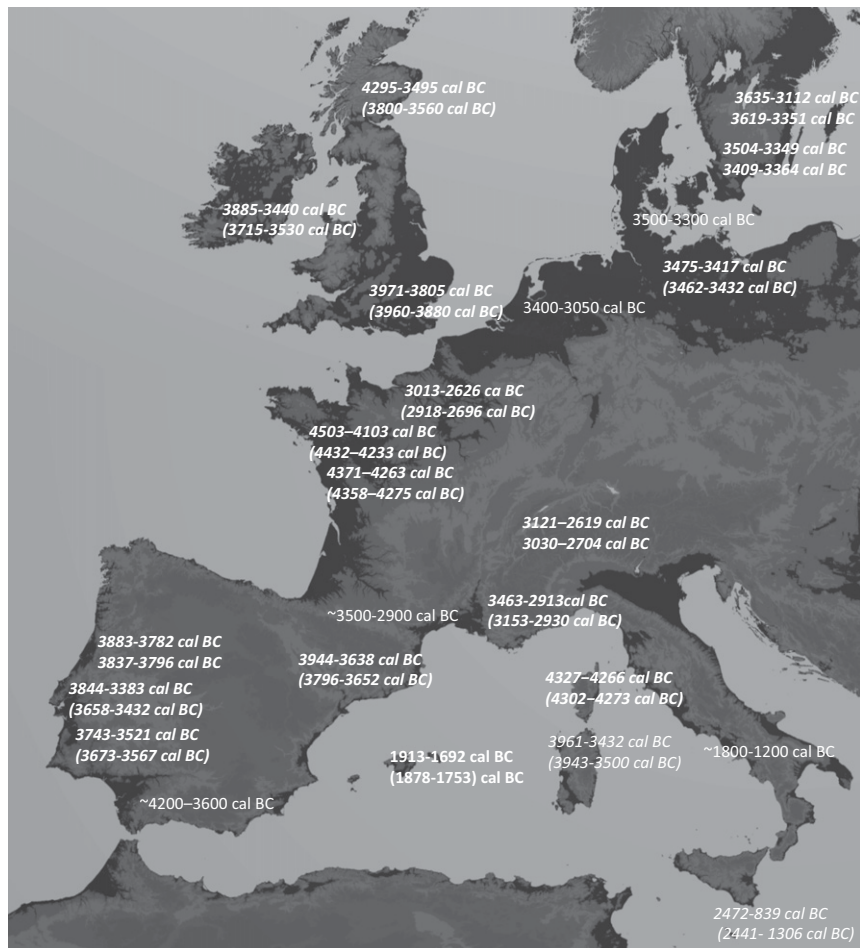 4295-3495 cal BC
(3800-3560 cal BC)
3635-3112 cal BC
3619-3351 cal BC
3504-3349 cal BC
3409-3364 cal BC
3885-3440 cal BC
(3715-3530 cal BC)
3500-3300 cal BC
3475-3417 cal BC
(3462-3432 cal BC)
3971-3805 cal BC
(3960-3880 cal BC)
3400-3050 cal BC
3013-2626 ca BC
(2918-2696 cal BC)
4503–4103 cal BC
(4432–4233 cal BC)
4371–4263 cal BC
(4358–4275 cal BC)
3121–2619 cal BC
3030–2704 cal BC
~3500-2900 cal BC
3463-2913cal BC
(3153-2930 cal BC)
3883-3782 cal BC
3837-3796 cal BC
3944-3638 cal BC
(3796-3652 cal BC)
3844-3383 cal BC
(3658-3432 cal BC)
4327–4266 cal BC
(4302–4273 cal BC)
3743-3521 cal BC
(3673-3567 cal BC)
1913-1692 cal BC
(1878-1753) cal BC
3961-3432 cal BC
(3943-3500 cal BC)
~1800-1200 cal BC
~4200–3600 cal BC
2472-839 cal BC
(2441- 1306 cal BC)